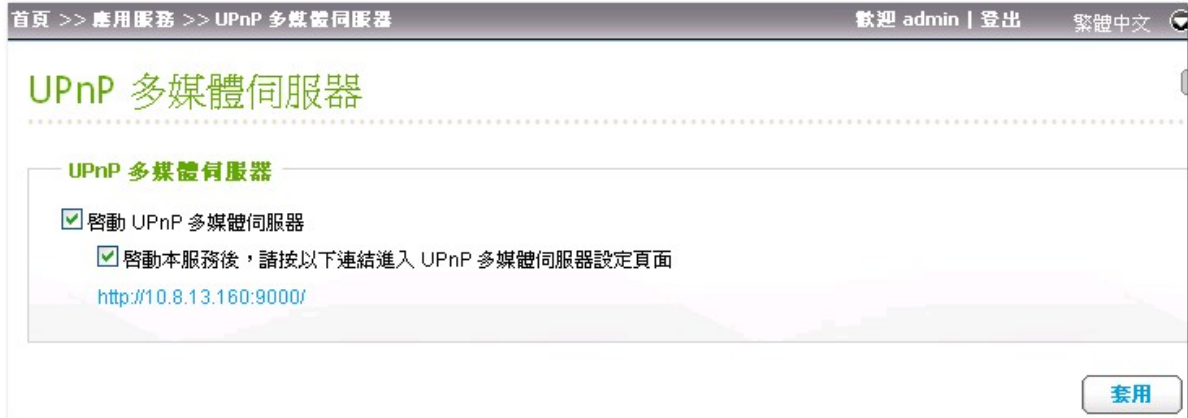 首頁 >> 應用服務 >> UPnP 多媒體伺服器 歡迎 admin | 登出 繁體中文
UPnP 多媒體伺服器
UPnP 多媒體伺服器
啓動 UPnP 多媒體伺服器
啓動本服務後，請按以下連結進入 UPnP 多媒體伺服器設定頁面
http://10.8.13.160:9000/
套用